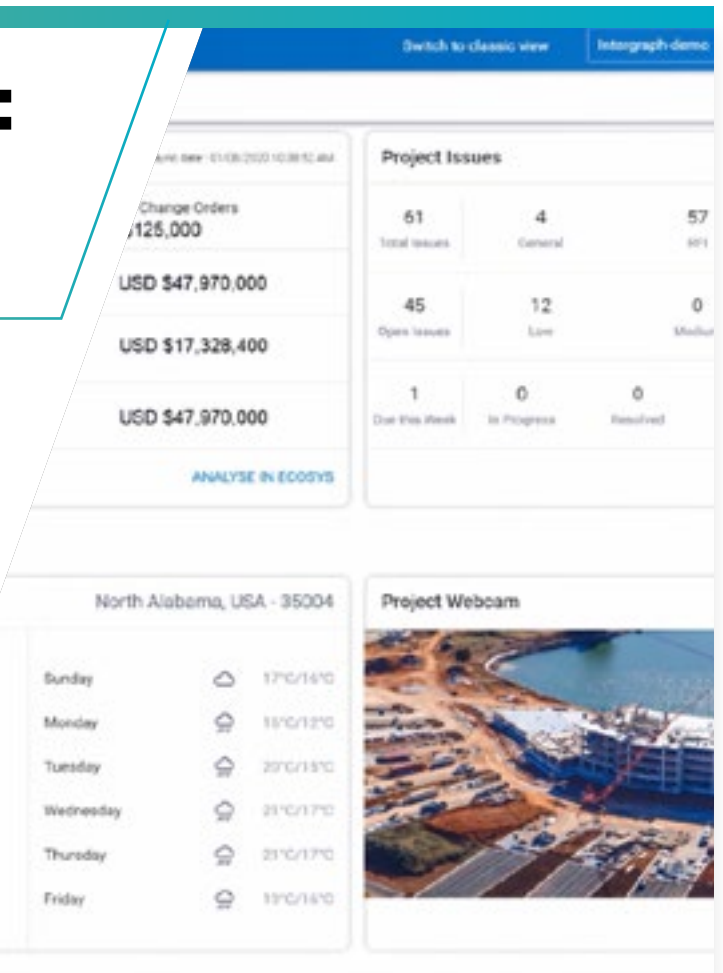 :
Switch to classic view
Intergraph-demo
Project Issues
Change Orders
125,000
USD $47,970,000
USD $17,328,400
USD $47,970,000
ANALYSE IN ECOSYS
61
Total Issues
4
General
57
RFI
45
Open Issues
12
Low
0
1
Due this Week
0
In Progress
0
Resolved
North Alabama, USA - 35004
Sunday 17°C/16°C
Monday 15°C/12°C
Tuesday 20°C/15°C
Wednesday 21°C/17°C
Thursday 21°C/17°C
Friday
Project Webcam